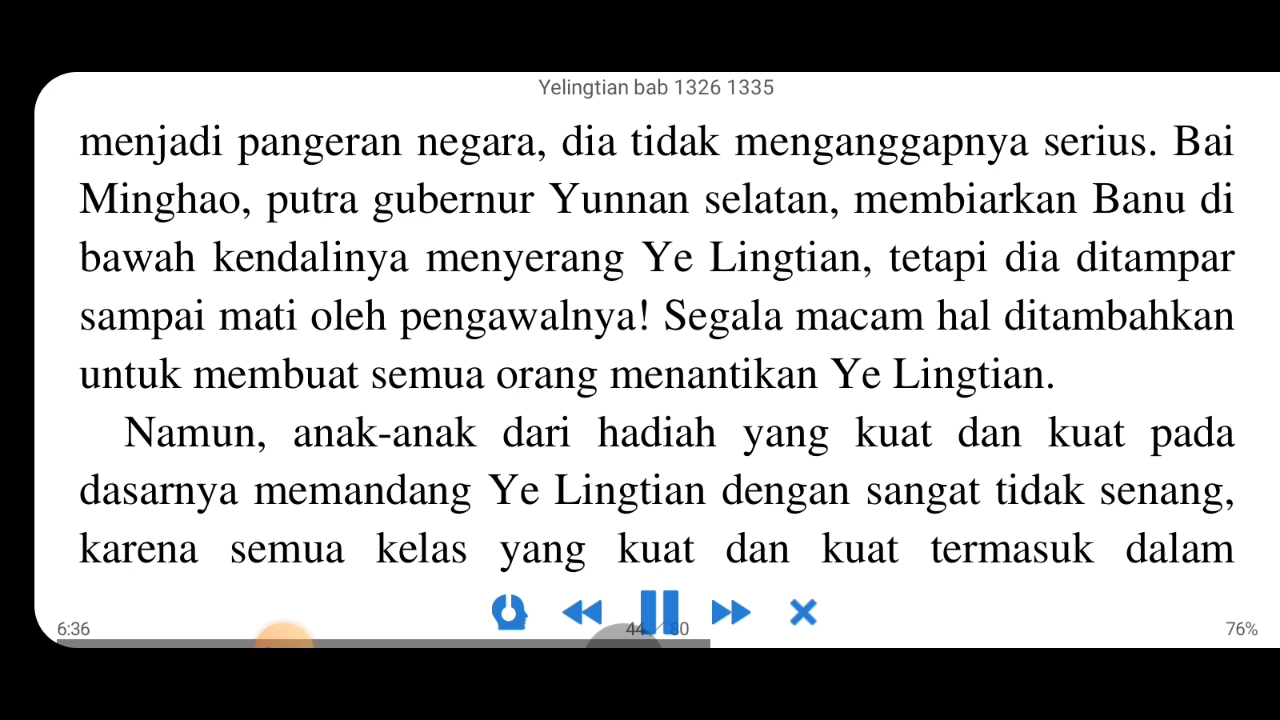 Yelingtian bab 1326 1335
menjadi pangeran negara, dia tidak menganggapnya serius. Bai
Minghao, putra gubernur Yunnan selatan, membiarkan Banu di
bawah kendalinya menyerang Ye Lingtian, tetapi dia ditampar
sampai mati oleh pengawalnya! Segala macam hal ditambahkan
untuk membuat semua orang menantikan Ye Lingtian.
Namun, anak-anak dari hadiah yang kuat dan kuat pada
dasarnya memandang Ye Lingtian dengan sangat tidak senang,
karena semua kelas yang kuat dan kuat termasuk dalam
6:36
76%